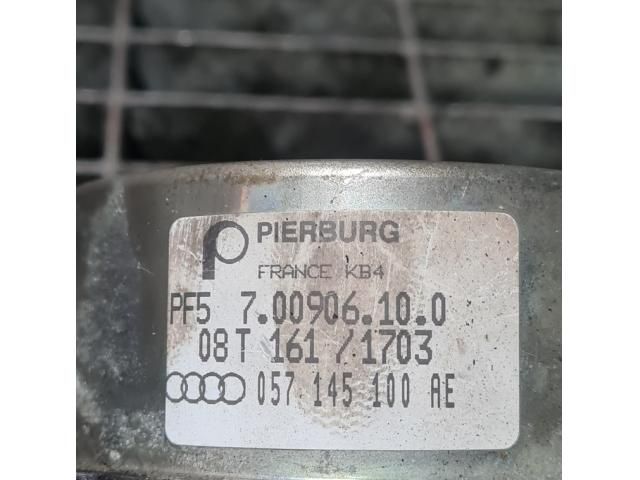 PIERBURG
FRANCE KB4
PF5 7.00906.10.0
08T 161 / 1703
057 145 100 AE